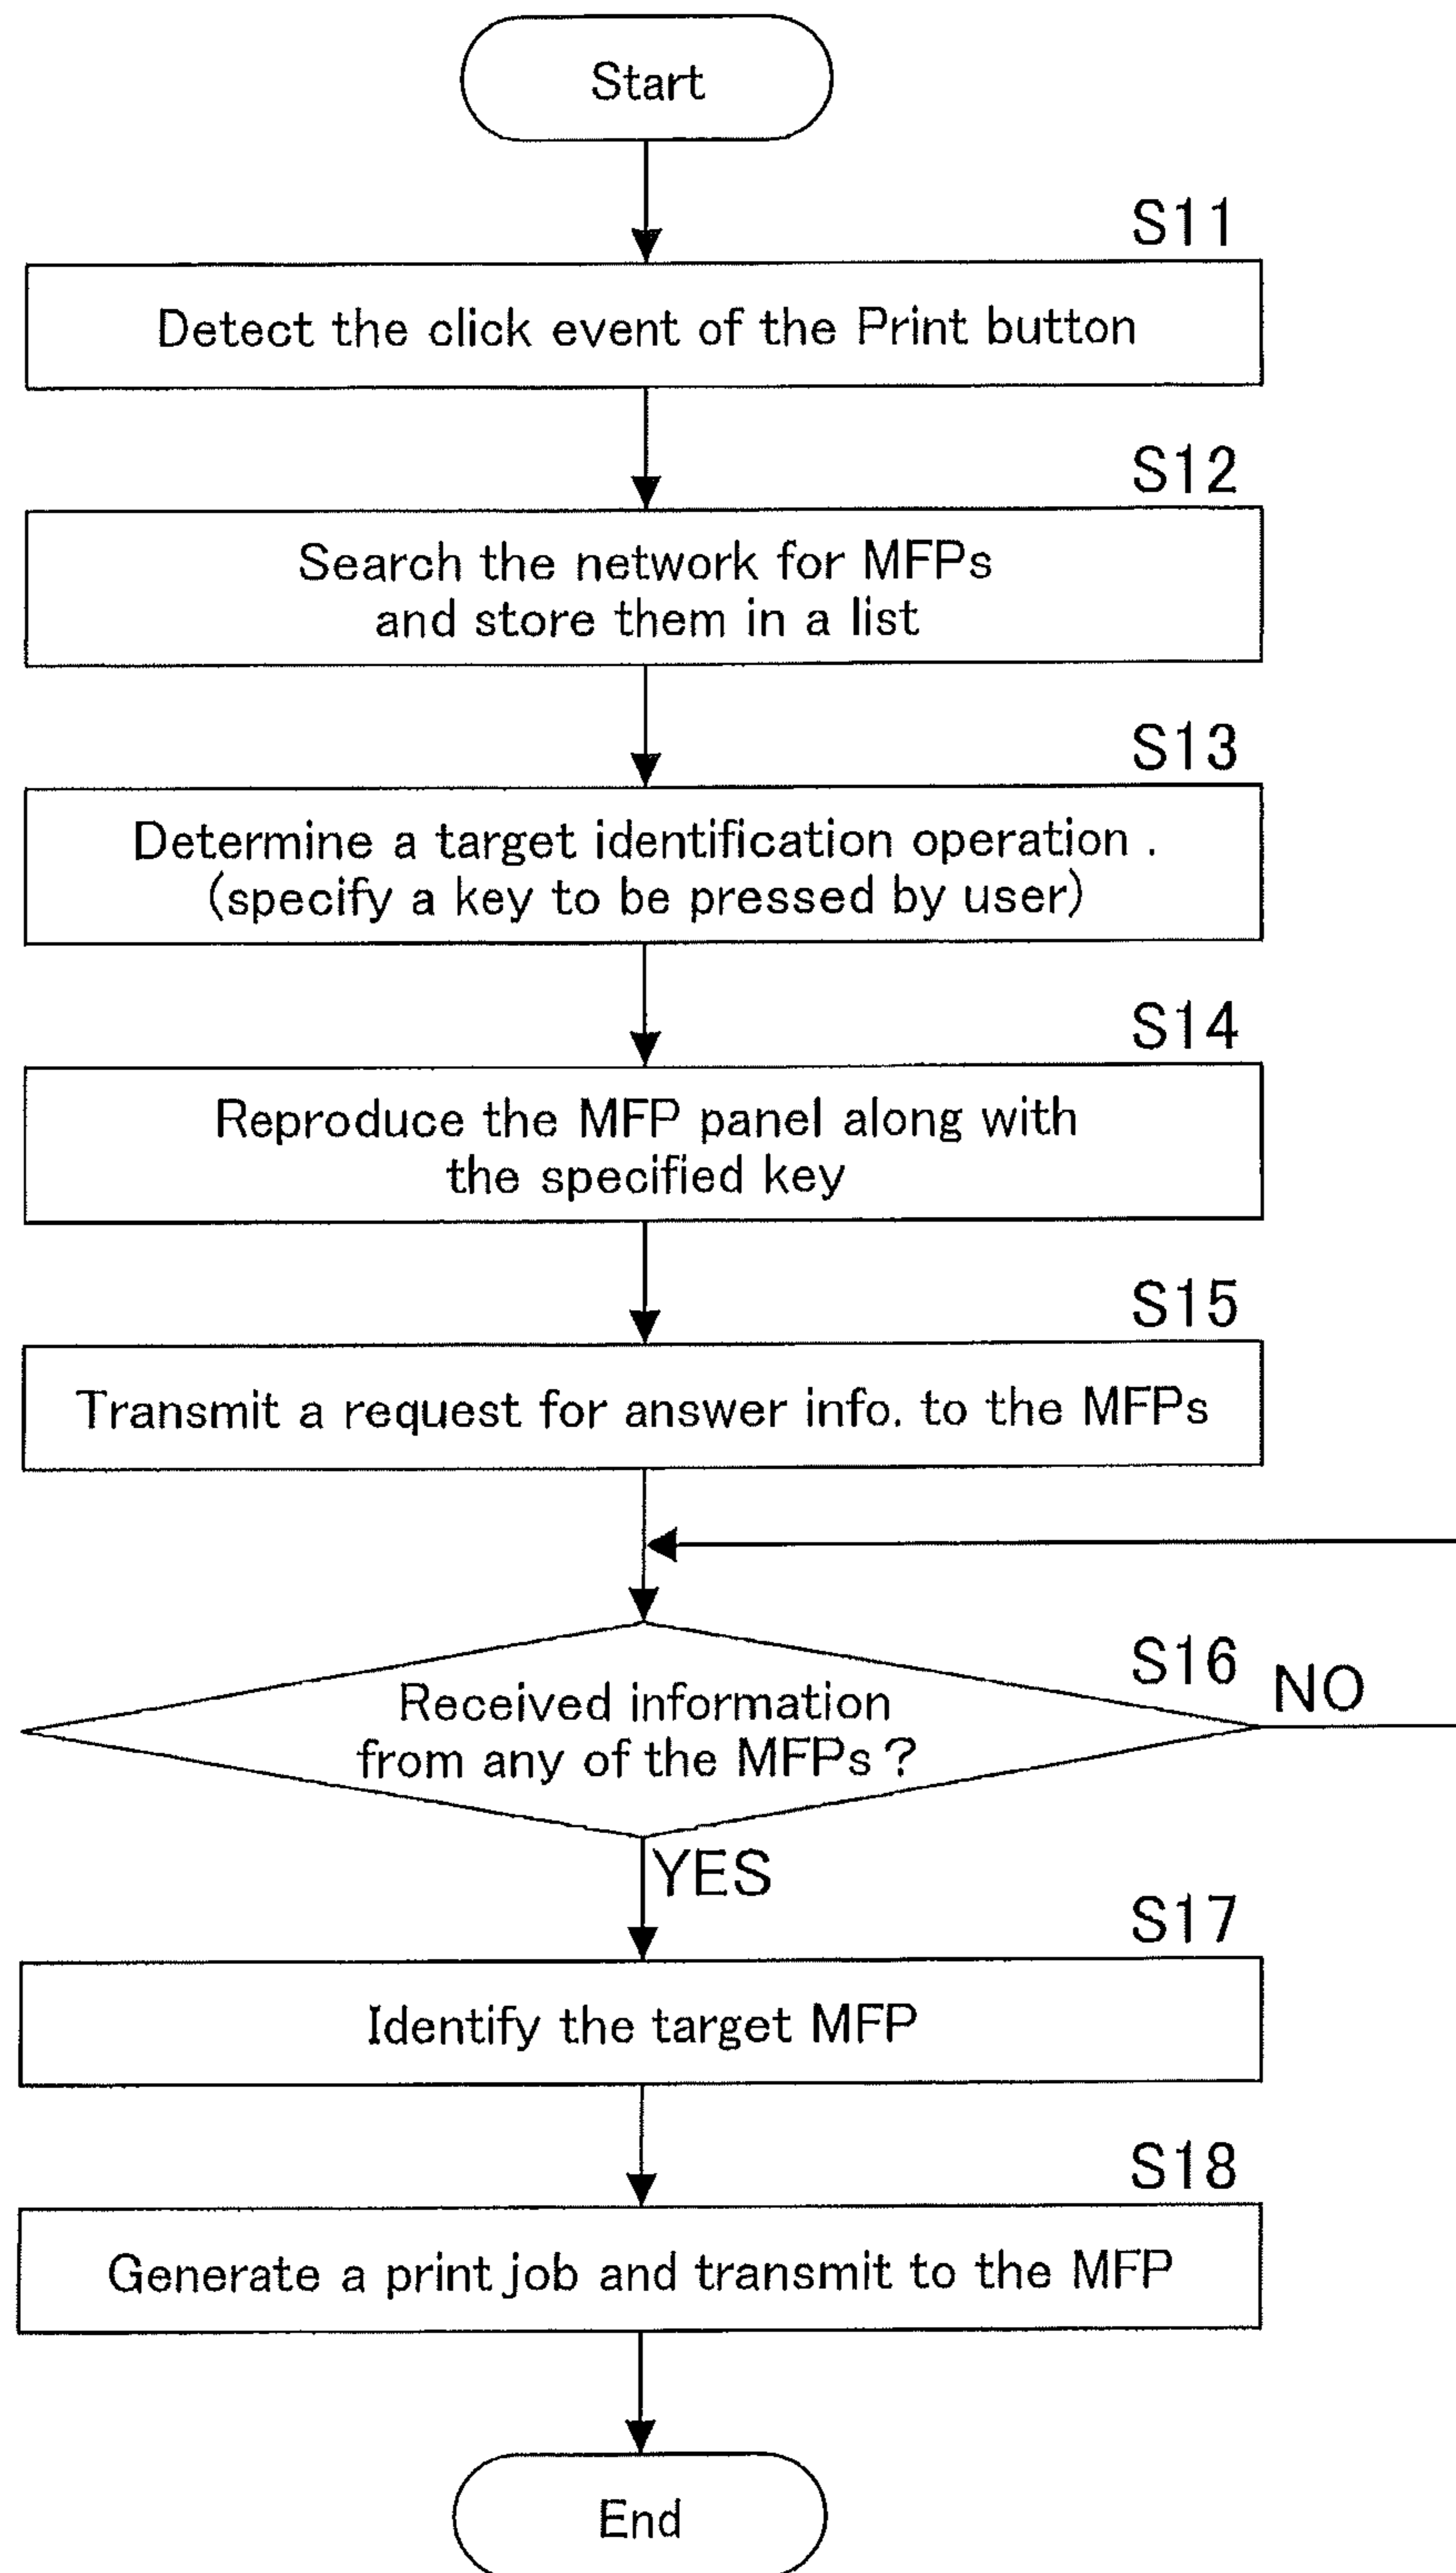 Start
S11
Detect the click event of the Print button
S12
Search the network for MFPs
and store them in a list
S13
Determine a target identification operation .
(specify a key to be pressed by user)
S14
Reproduce the MFP panel along with
the specified key
S15
Transmit a request for answer info. to the MFPs
S16
NO
Received information
from any of the MFPs ?
YES
S17
Identify the target MFP
S18
Generate a print job and transmit to the MFP
End